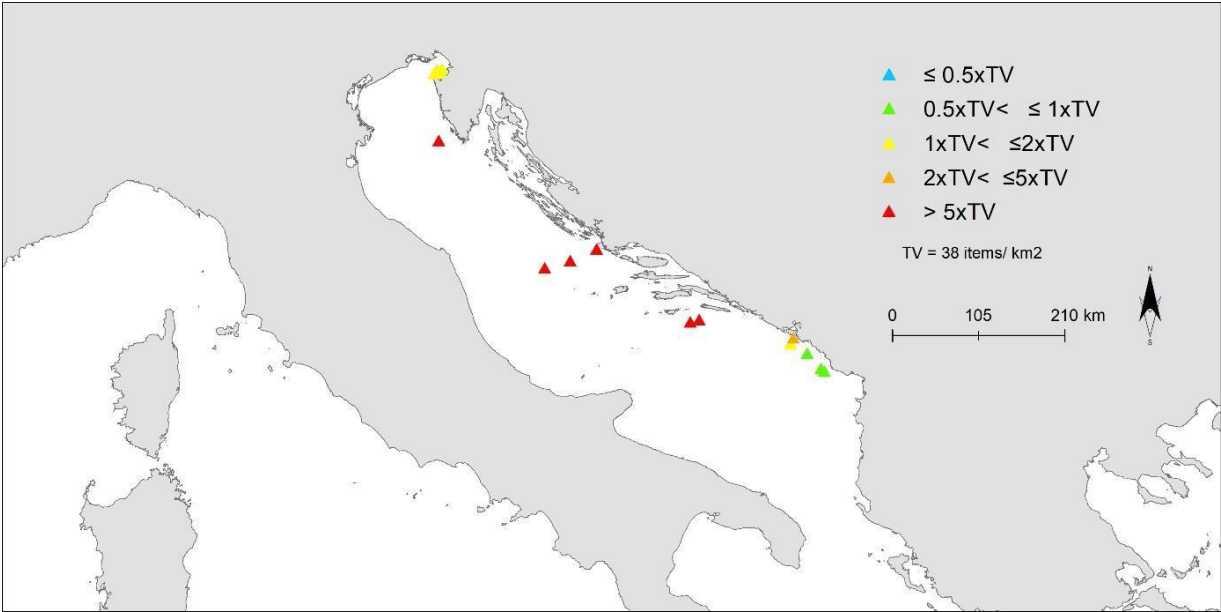 ≤ 0.5xTV
0.5xTV< ≤ 1xTV
1xTV< ≤2xTV
2xTV< ≤5xTV
> 5xTV
TV = 38 items/ km2
N
0 105 210 km
S